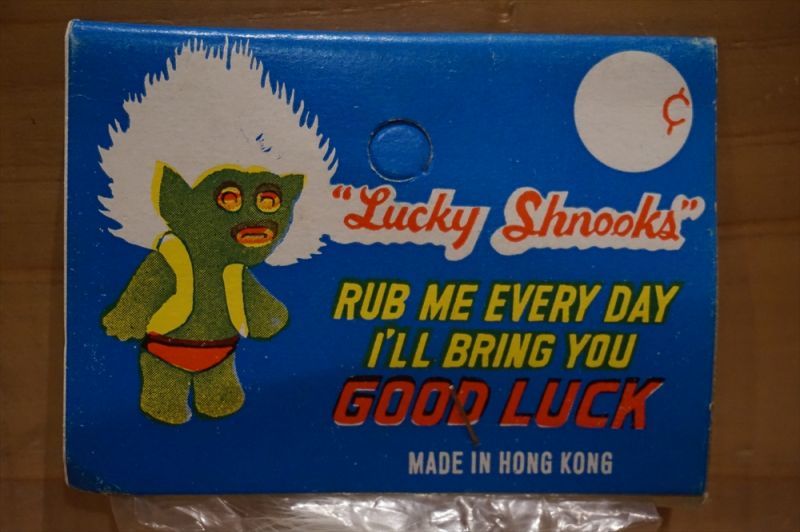 ¢
"Lucky Shnooks"
RUB ME EVERY DAY
I'LL BRING YOU
GOOD LUCK
MADE IN HONG KONG